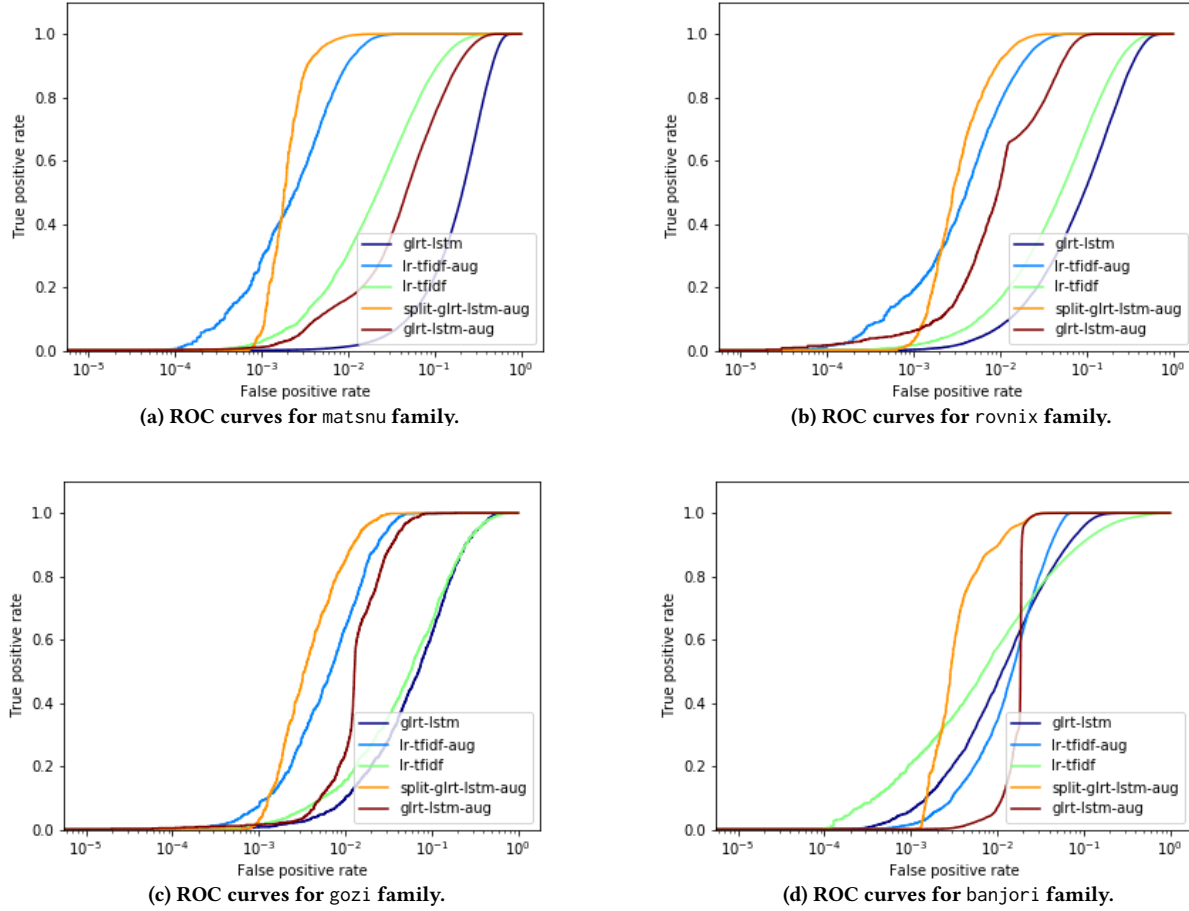 1.0
0.8
0.6
0.4
0.2
0.0
True positive rate
glrt-lstm
lr-tfidf-aug
lr-tfidf
split-glrt-lstm-aug
glrt-lstm-aug
10⁻⁵ 10⁻⁴ 10⁻³ 10⁻² 10⁻¹ 10⁰
False positive rate
(a) ROC curves for matsnu family.
1.0
0.8
0.6
0.4
0.2
0.0
True positive rate
glrt-lstm
lr-tfidf-aug
lr-tfidf
split-glrt-lstm-aug
glrt-lstm-aug
10⁻⁵ 10⁻⁴ 10⁻³ 10⁻² 10⁻¹ 10⁰
False positive rate
(b) ROC curves for rovnix family.
1.0
0.8
0.6
0.4
0.2
0.0
True positive rate
glrt-lstm
lr-tfidf-aug
lr-tfidf
split-glrt-lstm-aug
glrt-lstm-aug
10⁻⁵ 10⁻⁴ 10⁻³ 10⁻² 10⁻¹ 10⁰
False positive rate
(c) ROC curves for gozi family.
1.0
0.8
0.6
0.4
0.2
0.0
True positive rate
glrt-lstm
lr-tfidf-aug
lr-tfidf
split-glrt-lstm-aug
glrt-lstm-aug
10⁻⁵ 10⁻⁴ 10⁻³ 10⁻² 10⁻¹ 10⁰
False positive rate
(d) ROC curves for banjori family.